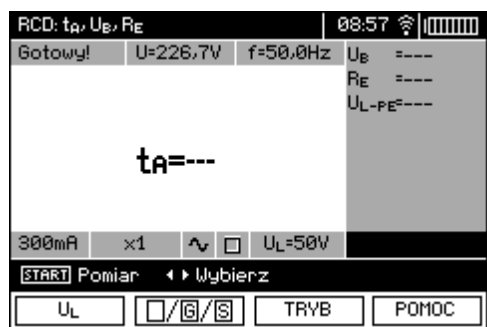 RCD: tA, UB, RE 08:57
Gotowy! U=226,7V f=50,0Hz
UB =---
RE =---
UL-PE=---
tA=---
300mA x1 UL=50V
START Pomiar Wybierz
UL /G/S TRYB POMOC